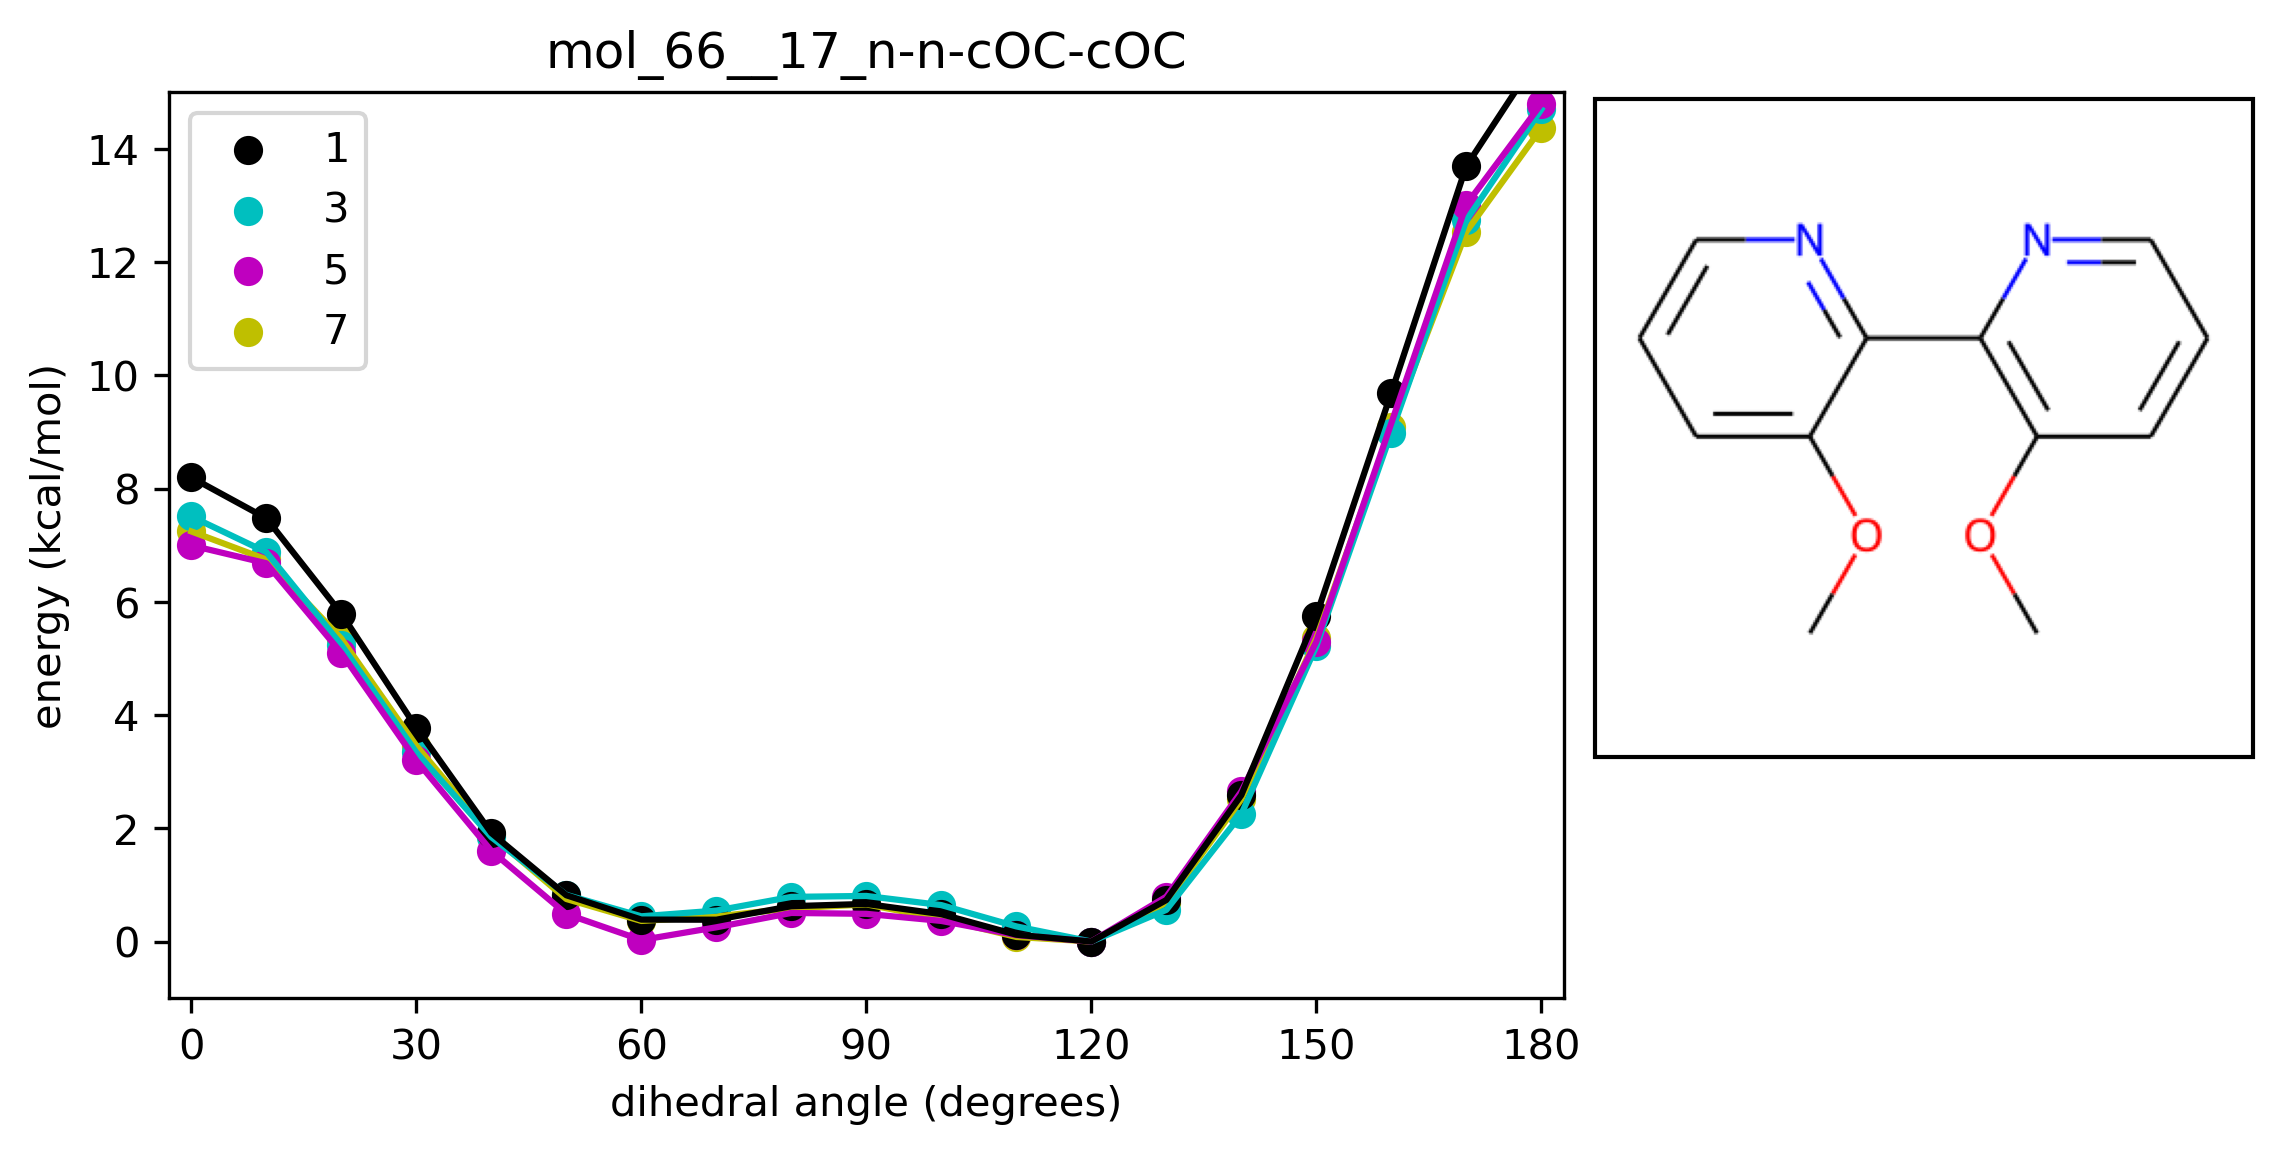 mol_66__17_n-n-cOC-cOC
1
3
5
7
14
12
10
8
6
4
2
0
energy (kcal/mol)
0 30 60 90 120 150 180
dihedral angle (degrees)
N N
O O